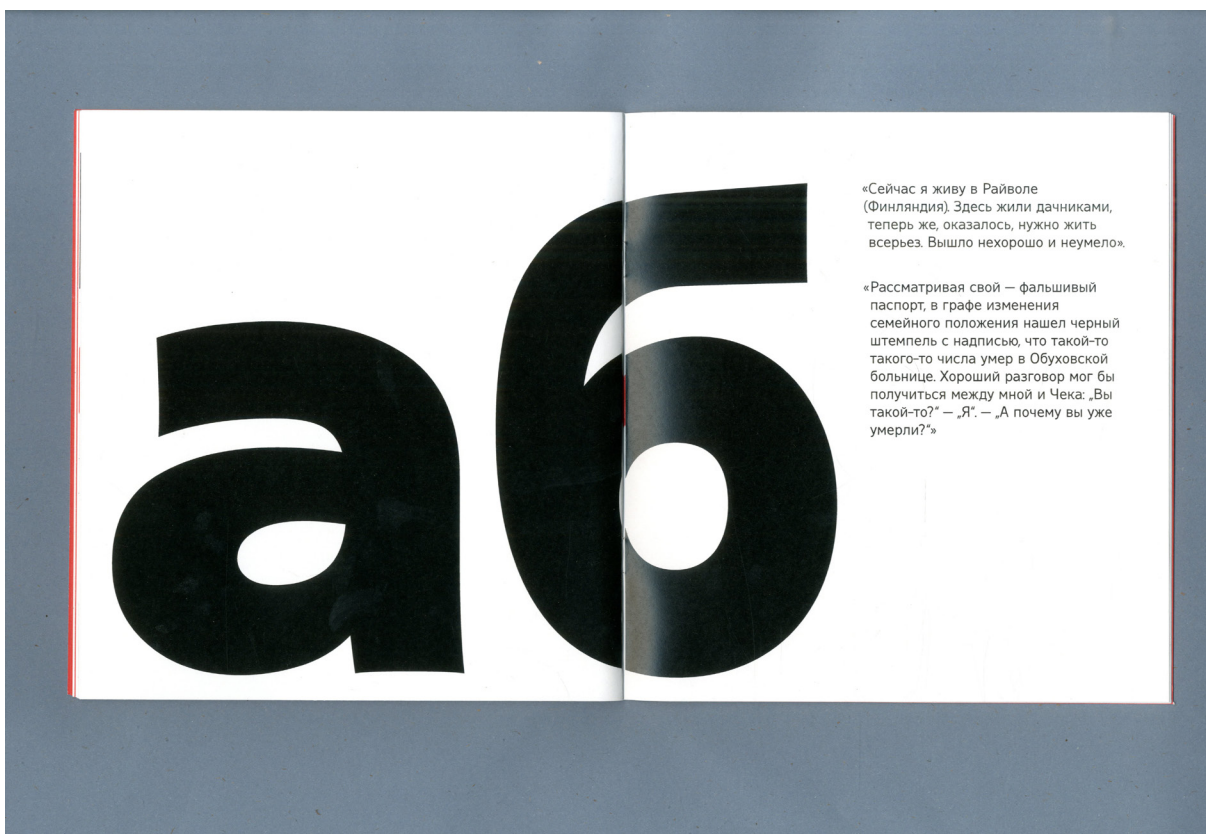 аб
«Сейчас я живу в Райволе
(Финляндия). Здесь жили дачниками,
теперь же, оказалось, нужно жить
всерьез. Вышло нехорошо и неумело».
«Рассматривая свой — фальшивый
паспорт, в графе изменения
семейного положения нашел черный
штемпель с надписью, что такой-то
такого-то числа умер в Обуховской
больнице. Хороший разговор мог бы
получиться между мной и Чека: „Вы
такой-то?“ — „Я“. — „А почему вы уже
умерли?“»